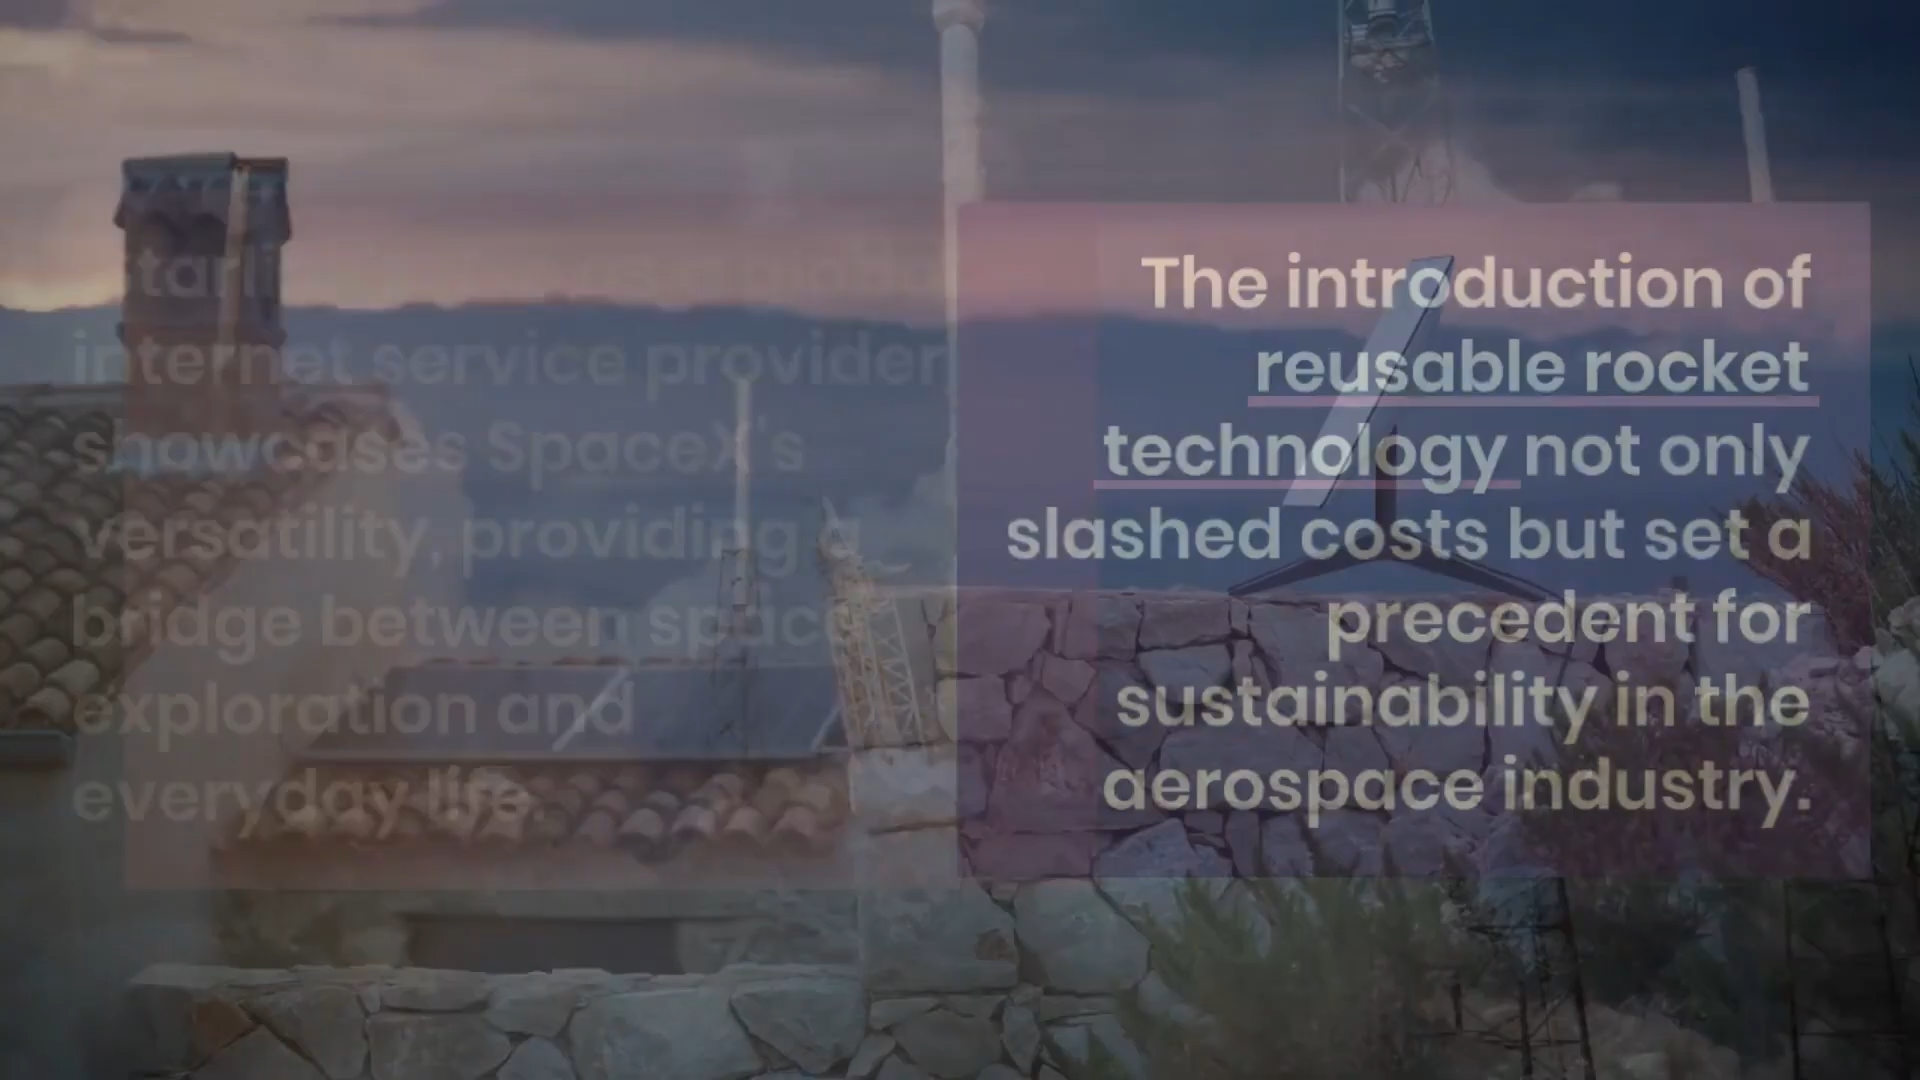 internet service provider
showcases SpaceX's
versatility, providing a
bridge between space
exploration and
everyday life.
The introduction of
reusable rocket
technology not only
slashed costs but set a
precedent for
sustainability in the
aerospace industry.